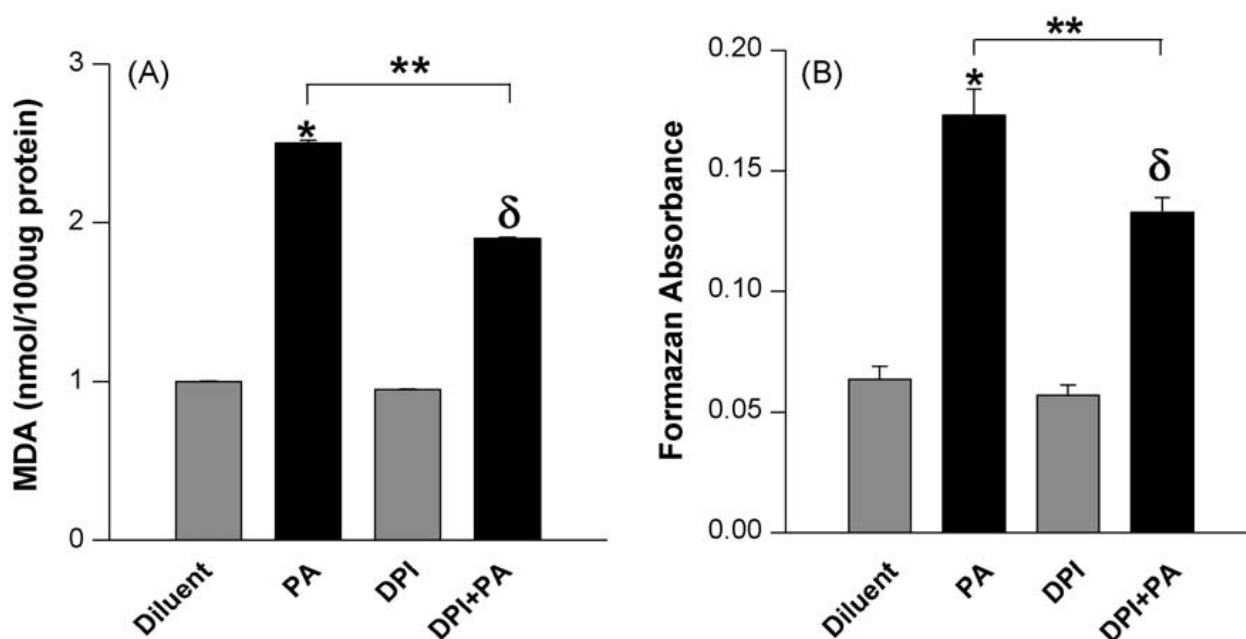 (A)
MDA (nmol/100ug protein)
3
2
1
0
*
**
δ
Diluent
PA
DPI
DPI+PA
(B)
Formazan Absorbance
0.20
0.15
0.10
0.05
0.00
*
**
δ
Diluent
PA
DPI
DPI+PA